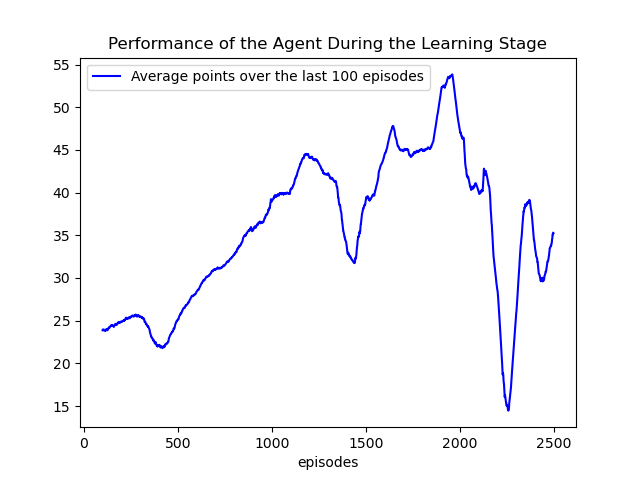 Performance of the Agent During the Learning Stage
Average points over the last 100 episodes
55
50
45
40
35
30
25
20
15
0 500 1000 1500 2000 2500
episodes